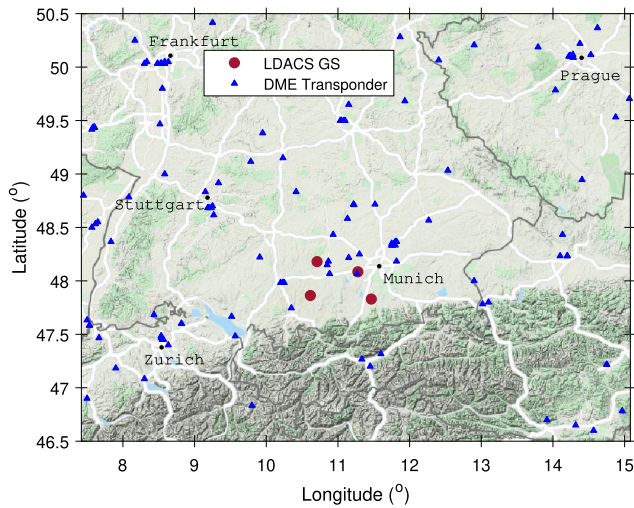 50.5
50
49.5
49
48.5
48
47.5
47
46.5
Latitude (°)
Frankfurt
LDACS GS
DME Transponder
Prague
Stuttgart
Munich
Zurich
8 9 10 11 12 13 14 15
Longitude (°)